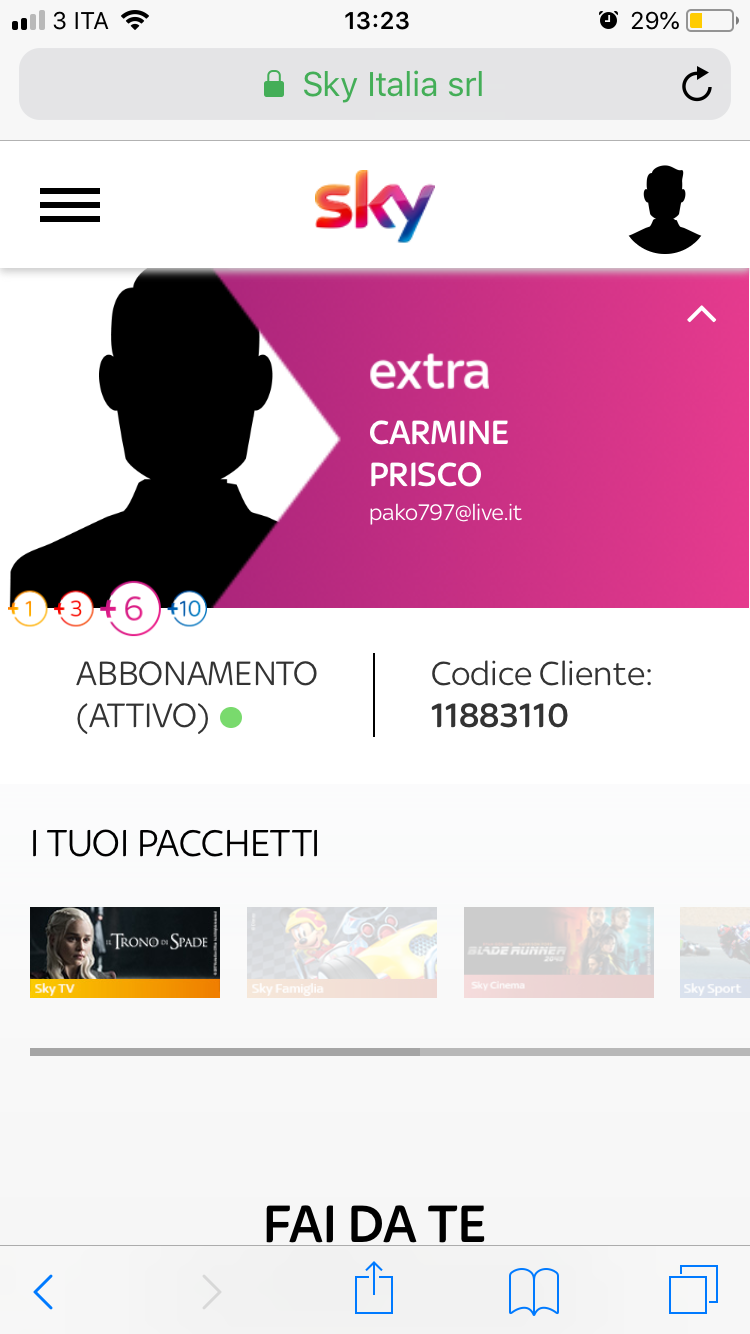 3 ITA 13:23 29%
Sky Italia srl
sky
extra
CARMINE
PRISCO
pako797@live.it
+1 +3 +6 +10
ABBONAMENTO
(ATTIVO)
Codice Cliente:
11883110
I TUOI PACCHETTI
IL TRONO DI SPADE
BLADE RUNNER
2049
Sky TV
Sky Famiglia
Sky Cinema
Sky Sport
FAI DA TE